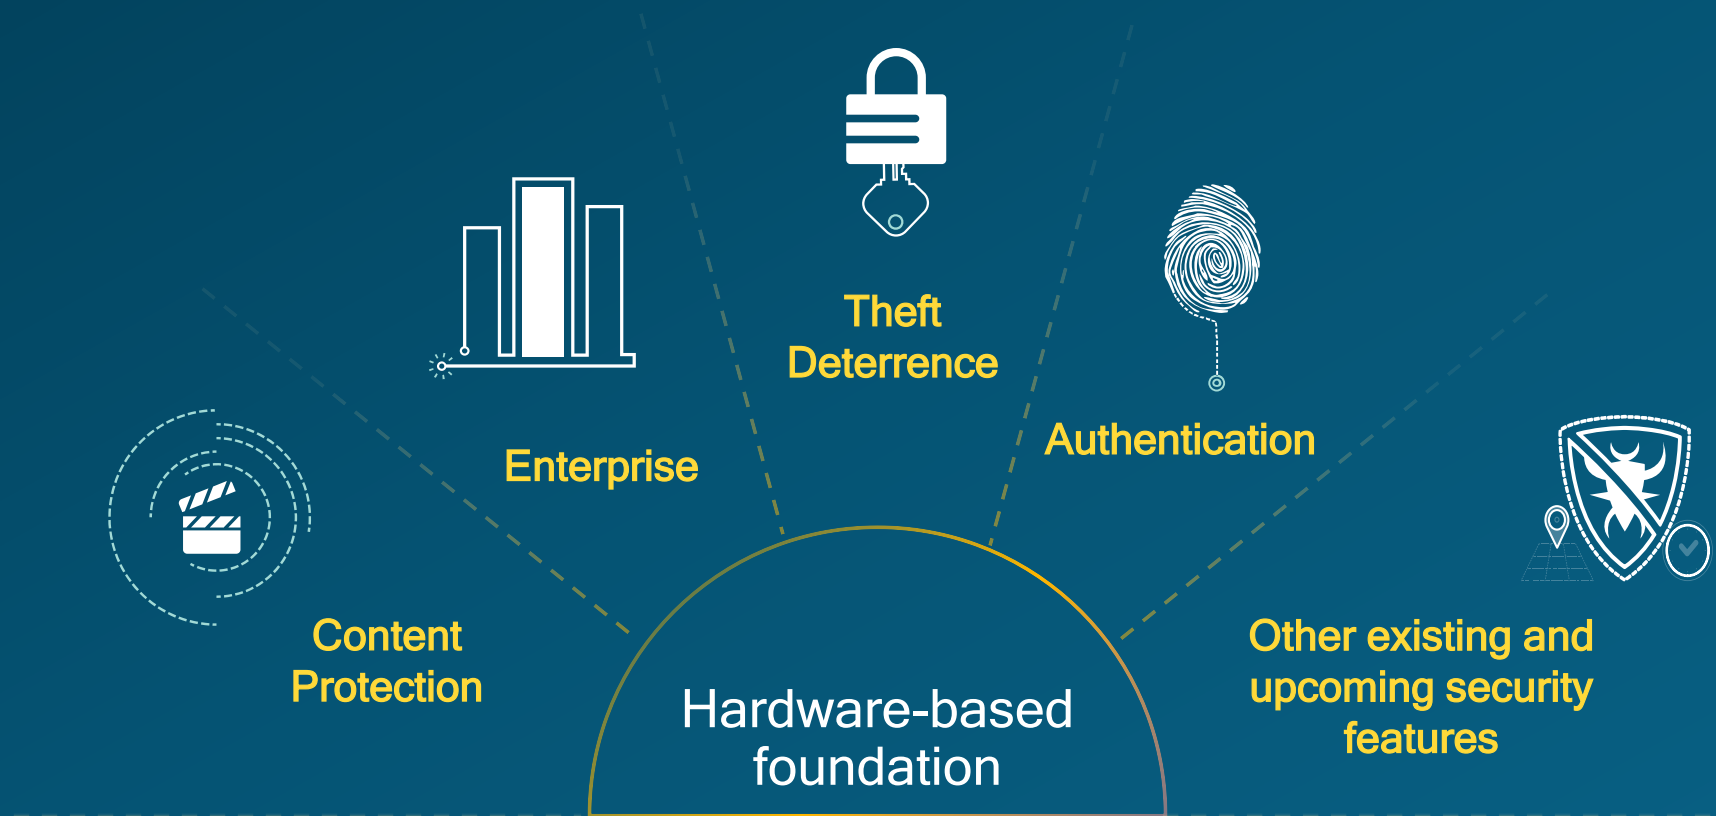 Theft
Deterrence
Enterprise
Authentication
Content
Protection
Other existing and
upcoming security
features
Hardware-based
foundation